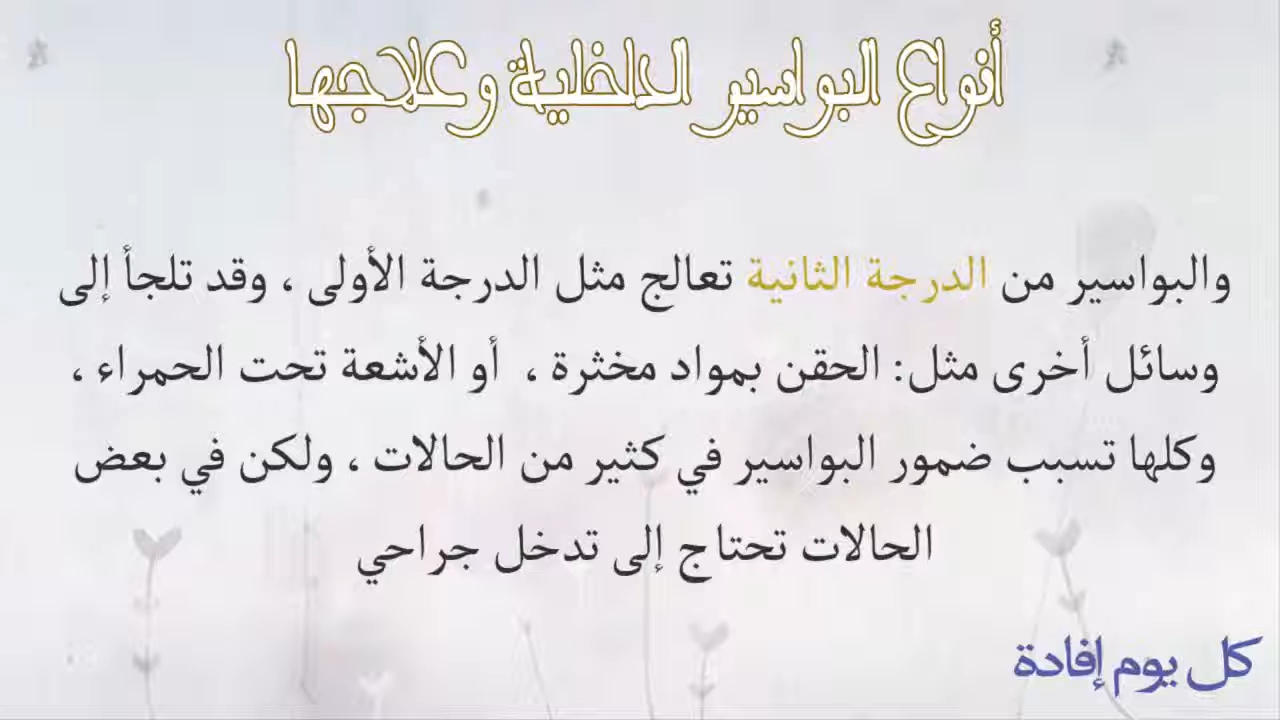 أنواع البواسير الداخلية وعلاجها
والبواسير من الدرجة الثانية تعالج مثل الدرجة الأولى ، وقد تلجأ إلى
وسائل أخرى مثل: الحقن بمواد مخثرة ، أو الأشعة تحت الحمراء ،
وكلها تسبب ضمور البواسير في كثير من الحالات ، ولكن في بعض
الحالات تحتاج إلى تدخل جراحي
كل يوم إفادة